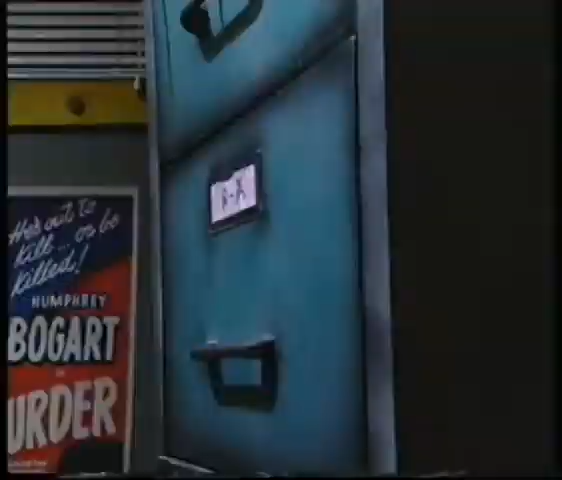 He's out to
kill... or be
killed!
HUMPHREY
BOGART
URDER